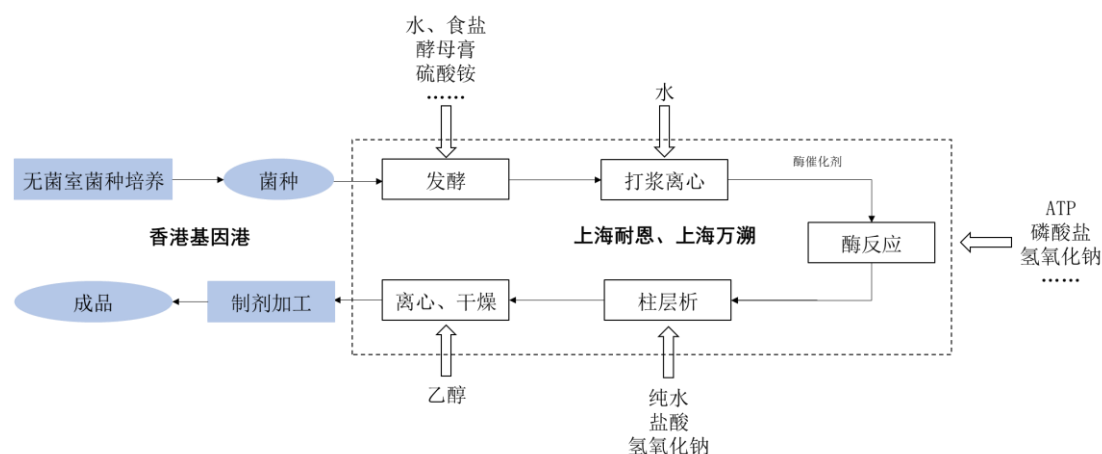 水、食盐
酵母膏
硫酸铵
……
水
酶催化剂
无菌室菌种培养
菌种
发酵
打浆离心
香港基因港
上海耐恩、上海万溯
酶反应
ATP
磷酸盐
氢氧化钠
……
成品
制剂加工
离心、干燥
柱层析
乙醇
纯水
盐酸
氢氧化钠